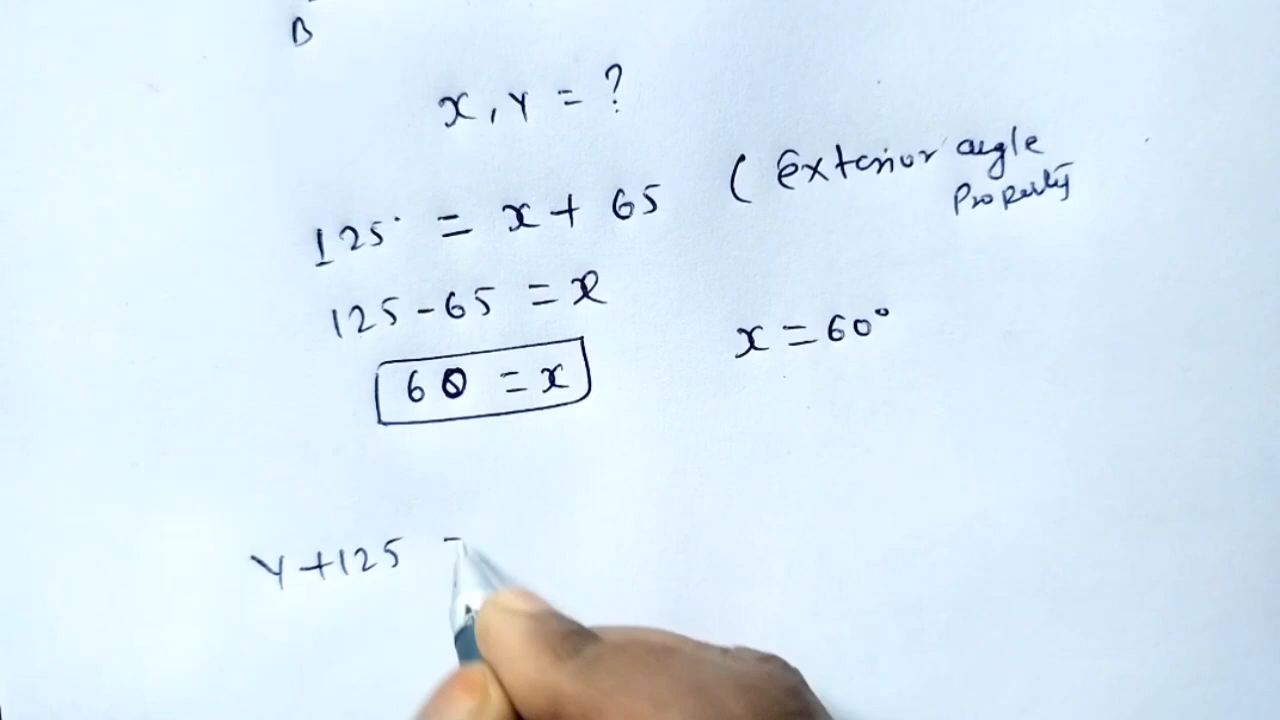 B
x, y = ?
125° = x + 65 (Exterior angle
Property
125 - 65 = x
60 = x
x = 60°
y + 125 =